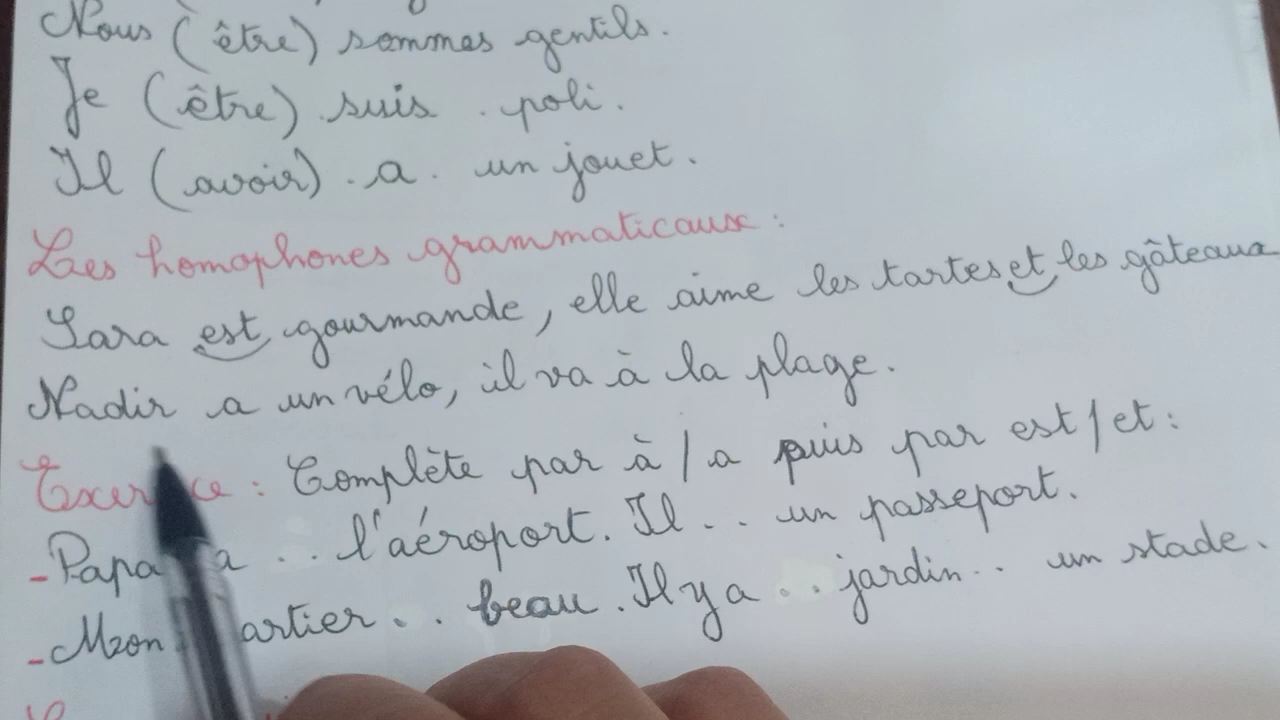 Nous (être) sommes gentils.
Je (être) suis . poli.
Il (avoir) . a . un jouet.
Les homophones grammaticaux :
Sara est gourmande, elle aime les tartes et les gâteaux
Nadir a un vélo, il va à la plage.
: Complète par à / a puis par est / et :
- Papa .. l'aéroport. Il .. un passeport.
- Mon .. beau. Il y a .. jardin .. un stade.